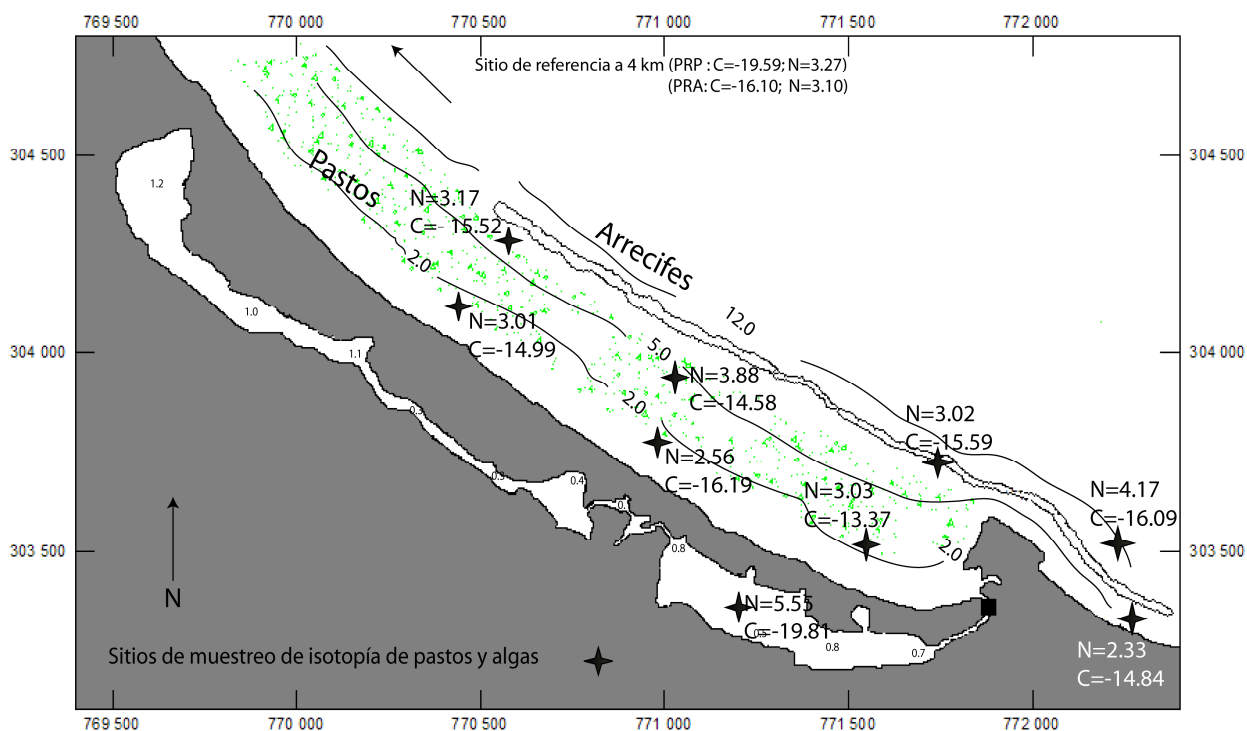 769 500 770 000 770 500 771 000 771 500 772 000
Sitio de referencia a 4 km (PRP : C=-19.59; N=3.27)
(PRA: C=-16.10; N=3.10)
304 500 304 500
1.2
Pastos
N=3.17
C=- 15.52
Arrecifes
2.0
1.0
N=3.01
C=-14.99
12.0
304 000 304 000
1.1
5.0
N=3.88
C=-14.58
2.0
N=3.02
C=-15.59
N=2.56
C=-16.19
0.4
N=3.03
C=-13.37
N=4.17
C=-16.09
303 500 303 500
0.8
2.0
N
N=5.55
C=-19.81
0.8
0.7
N=2.33
C=-14.84
Sitios de muestreo de isotopía de pastos y algas
769 500 770 000 770 500 771 000 771 500 772 000